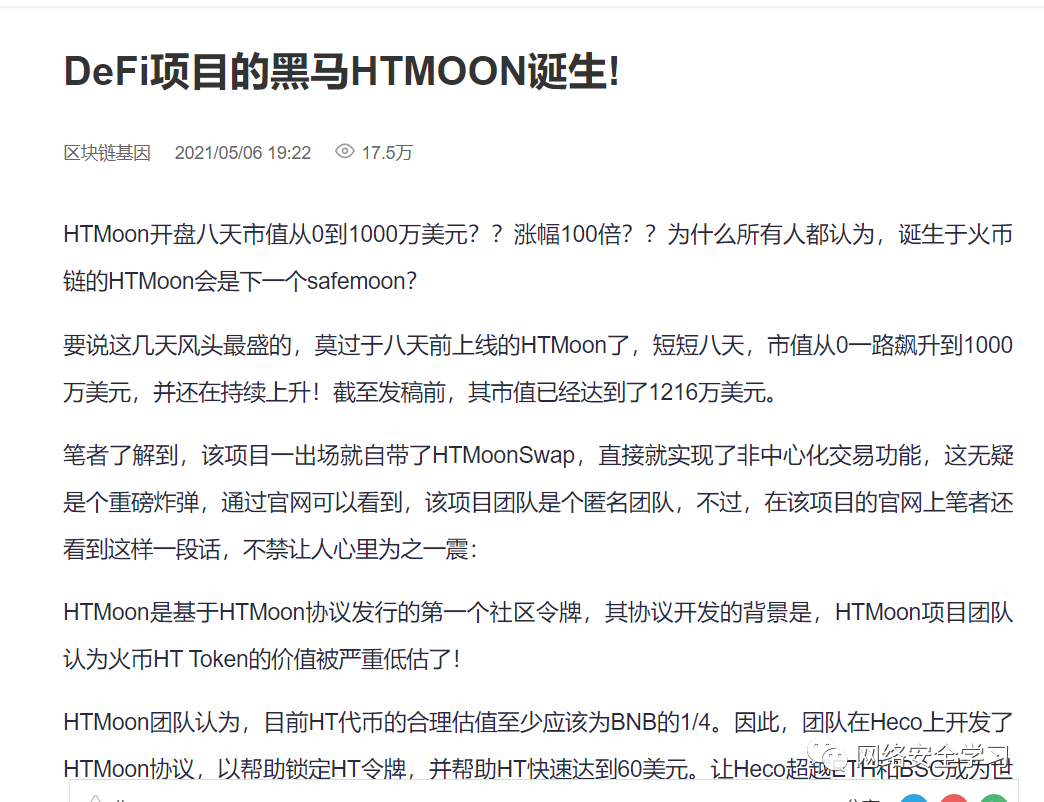 DeFi项目的黑马HTMOON诞生!
区块链基因 2021/05/06 19:22 17.5万
HTMoon开盘八天市值从0到1000万美元？？涨幅100倍？？为什么所有人都认为，诞生于火币
链的HTMoon会是下一个safemoon？
要说这几天风头最盛的，莫过于八天前上线的HTMoon了，短短八天，市值从0一路飙升到1000
万美元，并还在持续上升！截至发稿前，其市值已经达到了1216万美元。
笔者了解到，该项目一出场就自带了HTMoonSwap，直接就实现了非中心化交易功能，这无疑
是个重磅炸弹，通过官网可以看到，该项目团队是个匿名团队，不过，在该项目的官网上笔者还
看到这样一段话，不禁让人心里为之一震：
HTMoon是基于HTMoon协议发行的第一个社区令牌，其协议开发的背景是，HTMoon项目团队
认为火币HT Token的价值被严重低估了！
HTMoon团队认为，目前HT代币的合理估值至少应该为BNB的1/4。因此，团队在Heco上开发了
HTMoon协议，以帮助锁定HT令牌，并帮助HT快速达到60美元。让Heco超越ETH和BSC成为世
网络安全学习